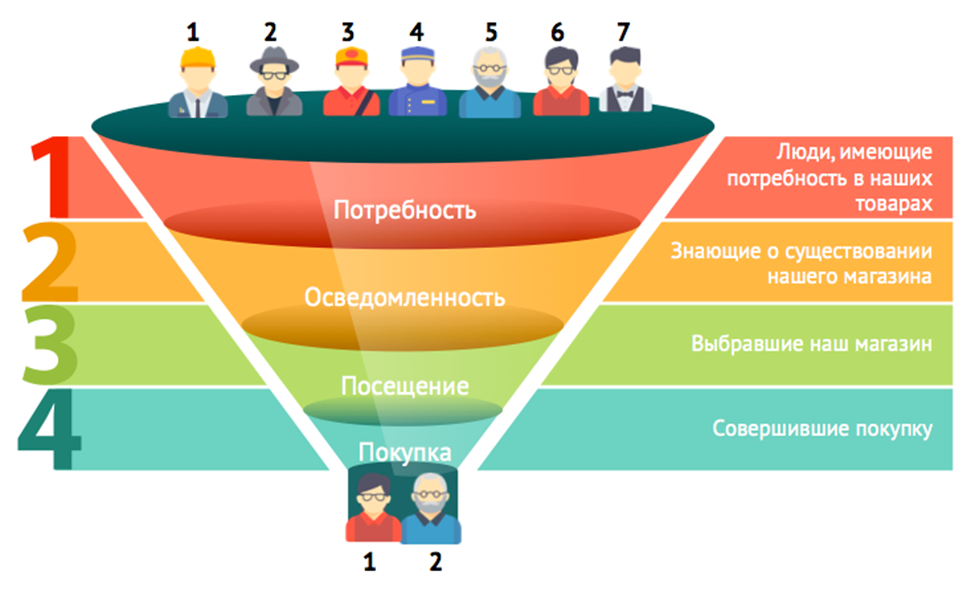 1 2 3 4 5 6 7
1
Потребность
Люди, имеющие
потребность в наших
товарах
2
Осведомленность
Знающие о существовании
нашего магазина
3
Посещение
Выбравшие наш магазин
4
Покупка
Совершившие покупку
1 2